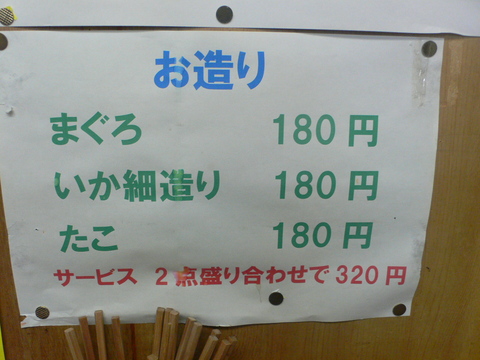 お造り
まぐろ 180円
いか細造り 180円
たこ 180円
サービス 2点盛り合わせで320円